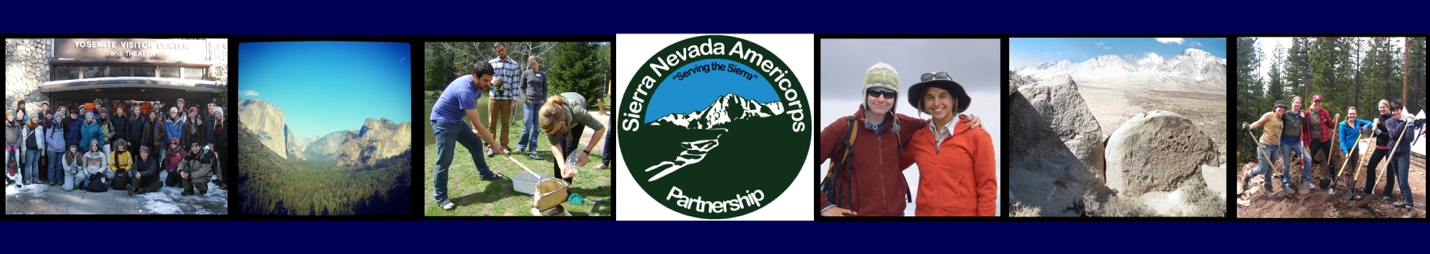 YOSEMITE VISITOR CENTER
and THEATER
Sierra Nevada Americorps
"Serving the Sierra"
Partnership